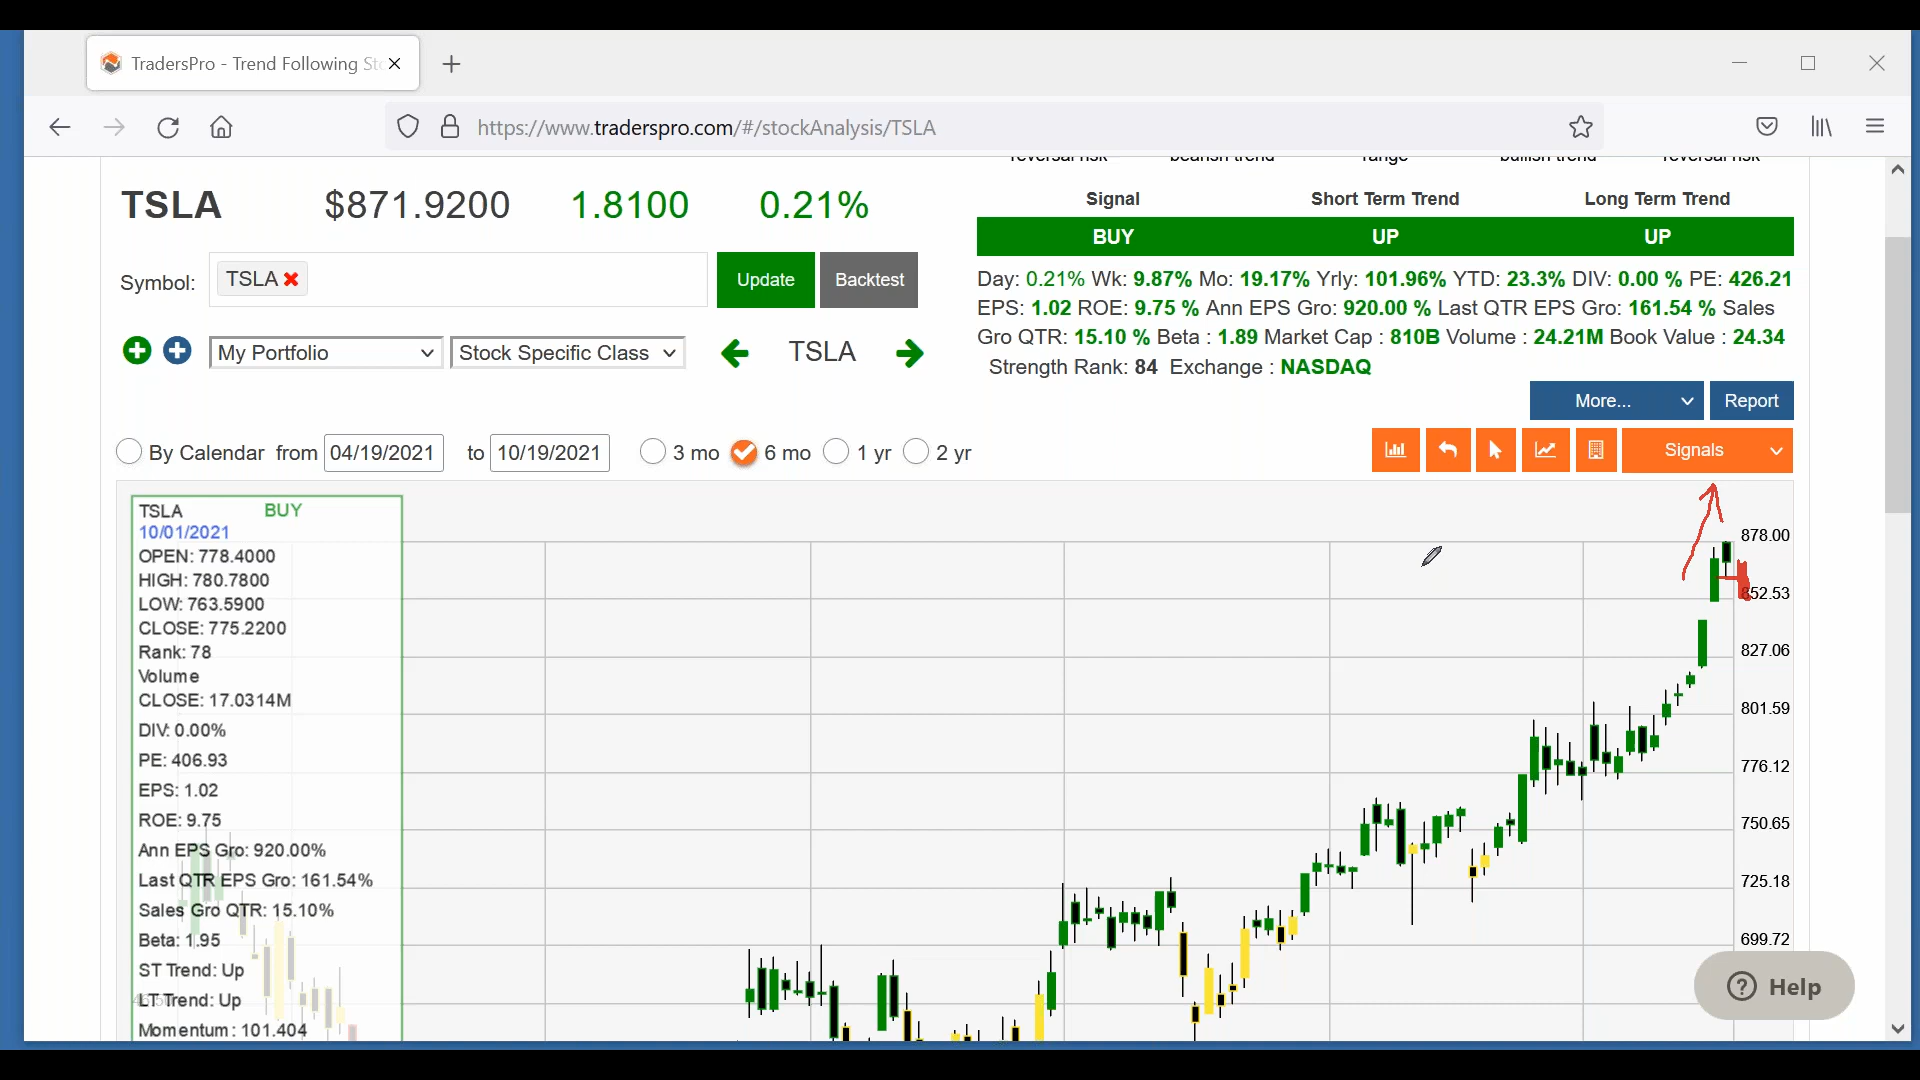 TradersPro - Trend Following Sto
https://www.traderspro.com/#/stockAnalysis/TSLA
reversal risk bearish trend range bullish trend reversal risk
TSLA $871.9200 1.8100 0.21%
Signal Short Term Trend Long Term Trend
BUY UP UP
Symbol: TSLA Update Backtest
Day: 0.21% Wk: 9.87% Mo: 19.17% Yrly: 101.96% YTD: 23.3% DIV: 0.00 % PE: 426.21
EPS: 1.02 ROE: 9.75 % Ann EPS Gro: 920.00 % Last QTR EPS Gro: 161.54 % Sales
Gro QTR: 15.10 % Beta : 1.89 Market Cap : 810B Volume : 24.21M Book Value : 24.34
Strength Rank: 84 Exchange : NASDAQ
My Portfolio Stock Specific Class TSLA
More... Report
By Calendar from 04/19/2021 to 10/19/2021 3 mo 6 mo 1 yr 2 yr
Signals
TSLA BUY
10/01/2021
OPEN: 778.4000
HIGH: 780.7800
LOW: 763.5900
CLOSE: 775.2200
Rank: 78
Volume
CLOSE: 17.0314M
DIV: 0.00%
PE: 406.93
EPS: 1.02
ROE: 9.75
Ann EPS Gro: 920.00%
Last QTR EPS Gro: 161.54%
Sales Gro QTR: 15.10%
Beta: 1.95
ST Trend: Up
LT Trend: Up
Momentum: 101.404
878.00
852.53
827.06
801.59
776.12
750.65
725.18
699.72
Help